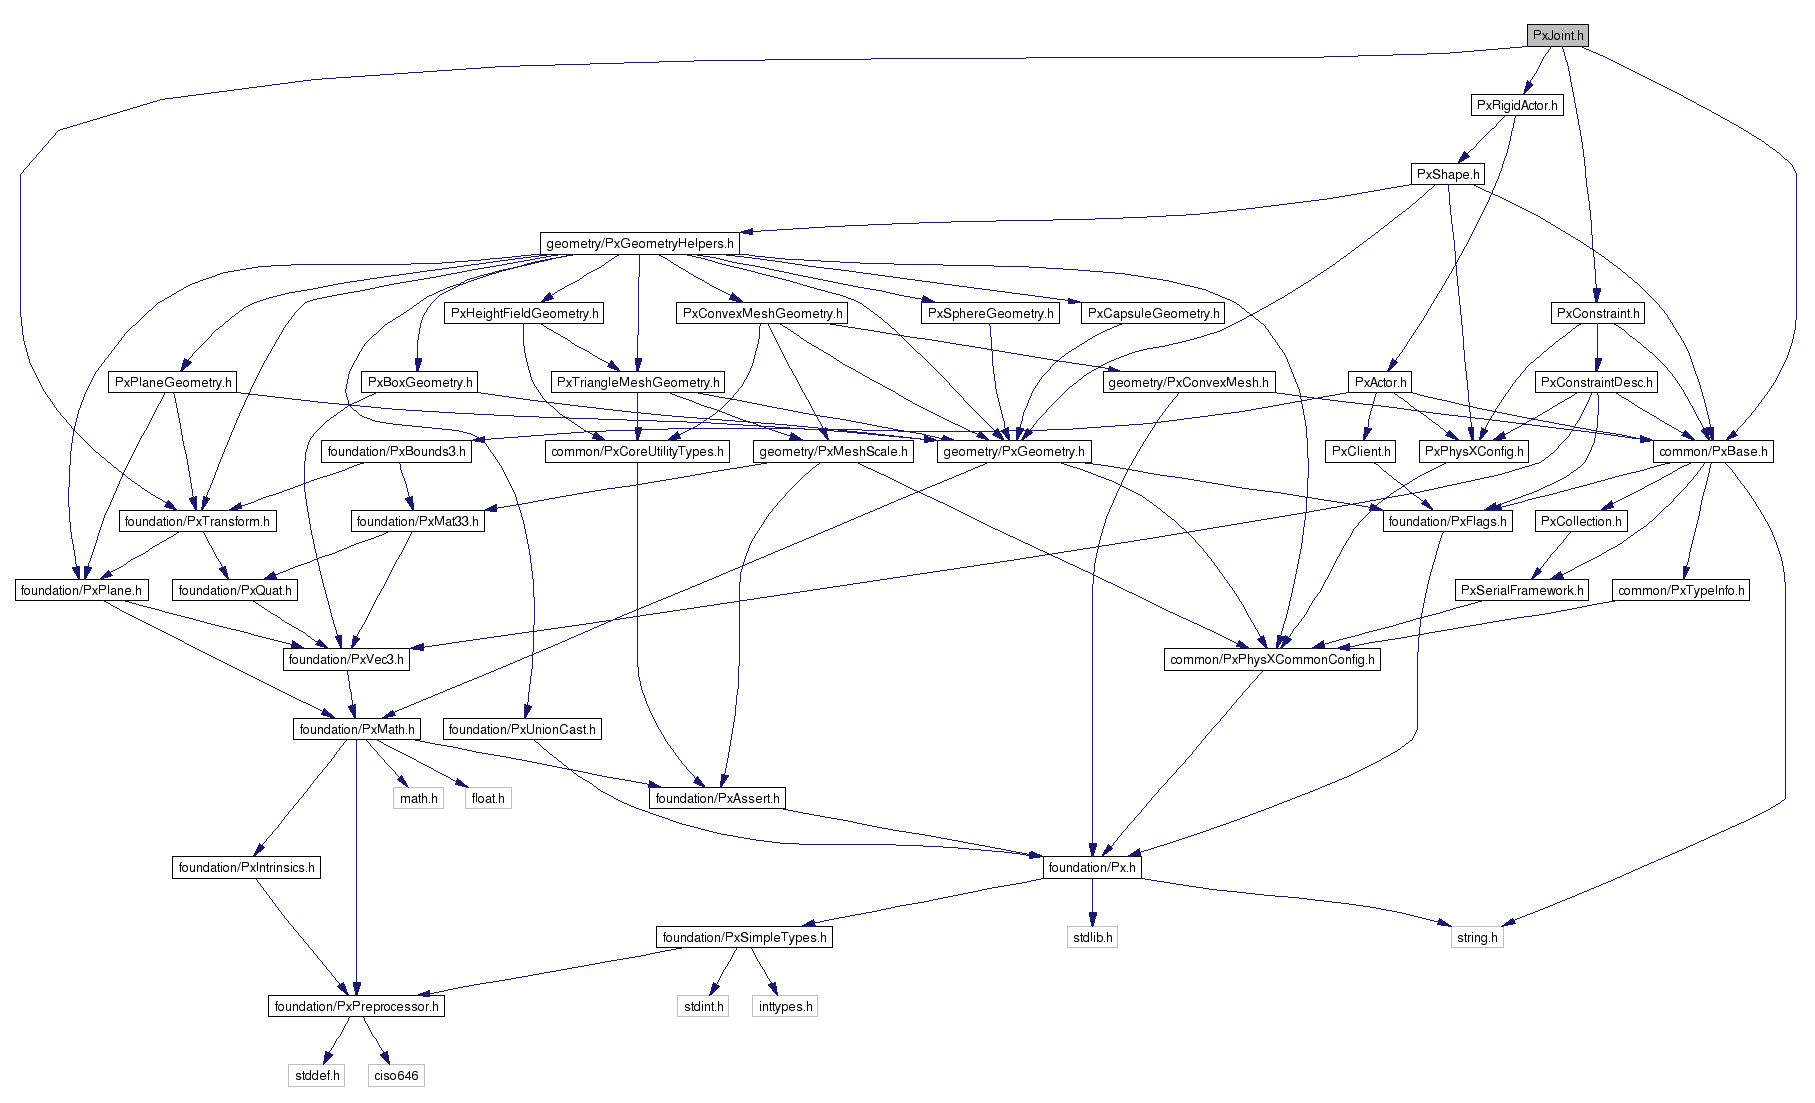 PxJoint.h
PxRigidActor.h
PxShape.h
geometry/PxGeometryHelpers.h
PxHeightFieldGeometry.h
PxConvexMeshGeometry.h
PxSphereGeometry.h
PxCapsuleGeometry.h
PxConstraint.h
PxPlaneGeometry.h
PxBoxGeometry.h
PxTriangleMeshGeometry.h
geometry/PxConvexMesh.h
PxActor.h
PxConstraintDesc.h
foundation/PxBounds3.h
common/PxCoreUtilityTypes.h
geometry/PxMeshScale.h
geometry/PxGeometry.h
PxClient.h
PxPhysXConfig.h
common/PxBase.h
foundation/PxTransform.h
foundation/PxMat33.h
foundation/PxFlags.h
PxCollection.h
foundation/PxPlane.h
foundation/PxQuat.h
PxSerialFramework.h
common/PxTypeInfo.h
foundation/PxVec3.h
common/PxPhysXCommonConfig.h
foundation/PxMath.h
foundation/PxUnionCast.h
math.h
float.h
foundation/PxAssert.h
foundation/PxIntrinsics.h
foundation/Px.h
foundation/PxSimpleTypes.h
stdlib.h
string.h
foundation/PxPreprocessor.h
stdint.h
inttypes.h
stddef.h
ciso646